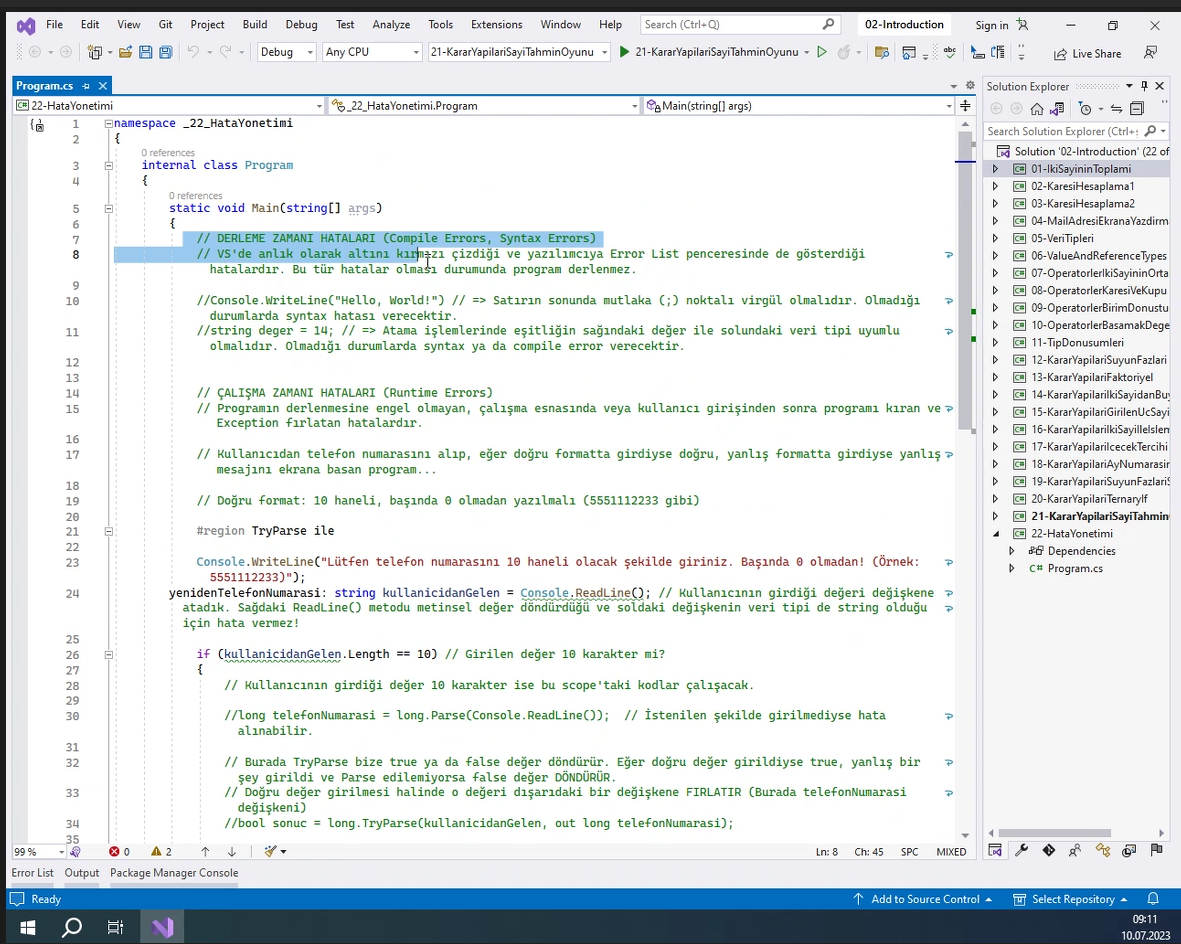 File Edit View Git Project Build Debug Test Analyze Tools Extensions Window Help Search (Ctrl+Q) 02-Introduction Sign in
Debug Any CPU 21-KararYapilariSayiTahminOyunu 21-KararYapilariSayiTahminOyunu Live Share
Program.cs
22-HataYonetimi _22_HataYonetimi.Program Main(string[] args)
1 namespace _22_HataYonetimi
2 {
0 references
3 internal class Program
4 {
0 references
5 static void Main(string[] args)
6 {
7 // DERLEME ZAMANI HATALARI (Compile Errors, Syntax Errors)
8 // VS'de anlık olarak altını kırmızı çizdiği ve yazılımcıya Error List penceresinde de gösterdiği
hatalardır. Bu tür hatalar olması durumunda program derlenmez.
9
10 //Console.WriteLine("Hello, World!") // => Satırın sonunda mutlaka (;) noktalı virgül olmalıdır. Olmadığı
durumlarda syntax hatası verecektir.
11 //string deger = 14; // => Atama işlemlerinde eşitliğin sağındaki değer ile solundaki veri tipi uyumlu
olmalıdır. Olmadığı durumlarda syntax ya da compile error verecektir.
12
13
14 // ÇALIŞMA ZAMANI HATALARI (Runtime Errors)
15 // Programın derlenmesine engel olmayan, çalışma esnasında veya kullanıcı girişinden sonra programı kıran ve
Exception fırlatan hatalardır.
16
17 // Kullanıcıdan telefon numarasını alıp, eğer doğru formatta girdiyse doğru, yanlış formatta girdiyse yanlış
mesajını ekrana basan program...
18
19 // Doğru format: 10 haneli, başında 0 olmadan yazılmalı (5551112233 gibi)
20
21 #region TryParse ile
22
23 Console.WriteLine("Lütfen telefon numarasını 10 haneli olacak şekilde giriniz. Başında 0 olmadan! (Örnek:
5551112233)");
24 yenidenTelefonNumarasi: string kullanicidanGelen = Console.ReadLine(); // Kullanıcının girdiği değeri değişkene
atadık. Sağdaki ReadLine() metodu metinsel değer döndürdüğü ve soldaki değişkenin veri tipi de string olduğu
için hata vermez!
25
26 if (kullanicidanGelen.Length == 10) // Girilen değer 10 karakter mi?
27 {
28 // Kullanıcının girdiği değer 10 karakter ise bu scope'taki kodlar çalışacak.
29
30 //long telefonNumarasi = long.Parse(Console.ReadLine()); // İstenilen şekilde girilmediyse hata
alınabilir.
31
32 // Burada TryParse bize true ya da false değer döndürür. Eğer doğru değer girildiyse true, yanlış bir
şey girildi ve Parse edilemiyorsa false değer DÖNDÜRÜR.
33 // Doğru değer girilmesi halinde o değeri dışarıdaki bir değişkene FIRLATIR (Burada telefonNumarasi
değişkeni)
34 //bool sonuc = long.TryParse(kullanicidanGelen, out long telefonNumarasi);
35
99 % 0 2 Ln: 8 Ch: 45 SPC MIXED
Error List Output Package Manager Console
Solution Explorer
Search Solution Explorer (Ctrl+
Solution '02-Introduction' (22 of
01-IkiSayininToplami
02-KaresiHesaplama1
03-KaresiHesaplama2
04-MailAdresiEkranaYazdirm
05-VeriTipleri
06-ValueAndReferenceTypes
07-OperatorlerIkiSayininOrta
08-OperatorlerKaresiVeKupu
09-OperatorlerBirimDonustu
10-OperatorlerBasamakDege
11-TipDonusumleri
12-KararYapilariSuyunFazlari
13-KararYapilariFaktoriyel
14-KararYapilariIkiSayidanBuy
15-KararYapilariGirilenUcSayi
16-KararYapilariIkiSayiIleIslem
17-KararYapilariIcecekTercihi
18-KararYapilariAyNumarasir
19-KararYapilariSuyunFazlariS
20-KararYapilariTernaryIf
21-KararYapilariSayiTahmin
22-HataYonetimi
Dependencies
C# Program.cs
Ready Add to Source Control Select Repository
09:11
10.07.2023